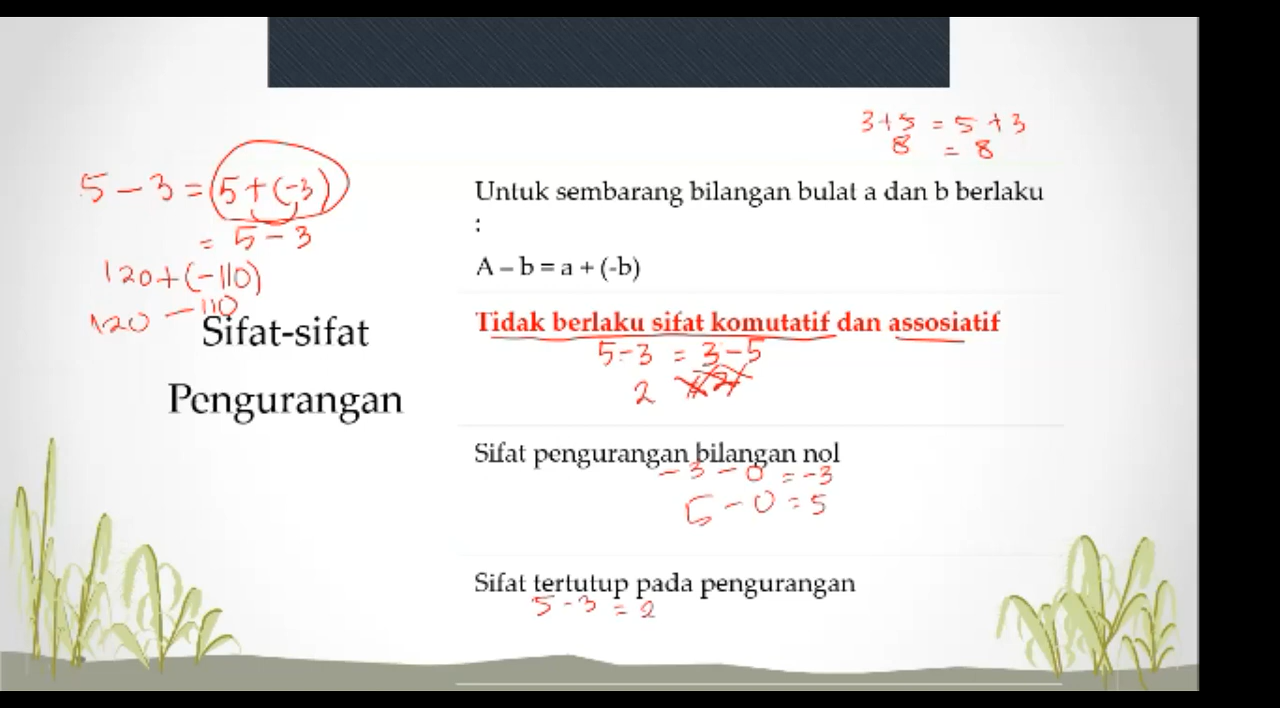 3+5 = 5+3
8 = 8
5 - 3 = 5 + (-3)
= 5 - 3
120 + (-110)
120 - 110
Sifat-sifat
Pengurangan
Untuk sembarang bilangan bulat a dan b berlaku
:
A – b = a + (-b)
Tidak berlaku sifat komutatif dan assosiatif
5 - 3 = 3 - 5
2
Sifat pengurangan bilangan nol
- 3 - 0 = -3
5 - 0 = 5
Sifat tertutup pada pengurangan
5 - 3 = 2